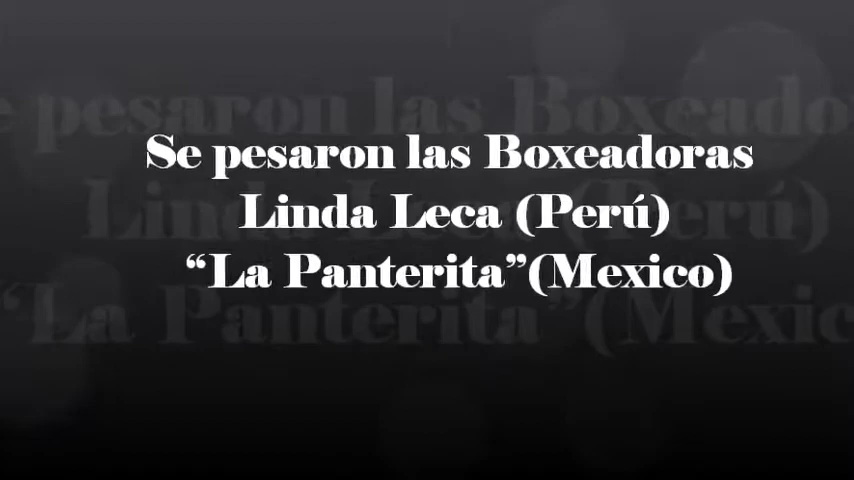 Se pesaron las Boxeadoras
Linda Leca (Perú)
“La Panterita”(Mexico)